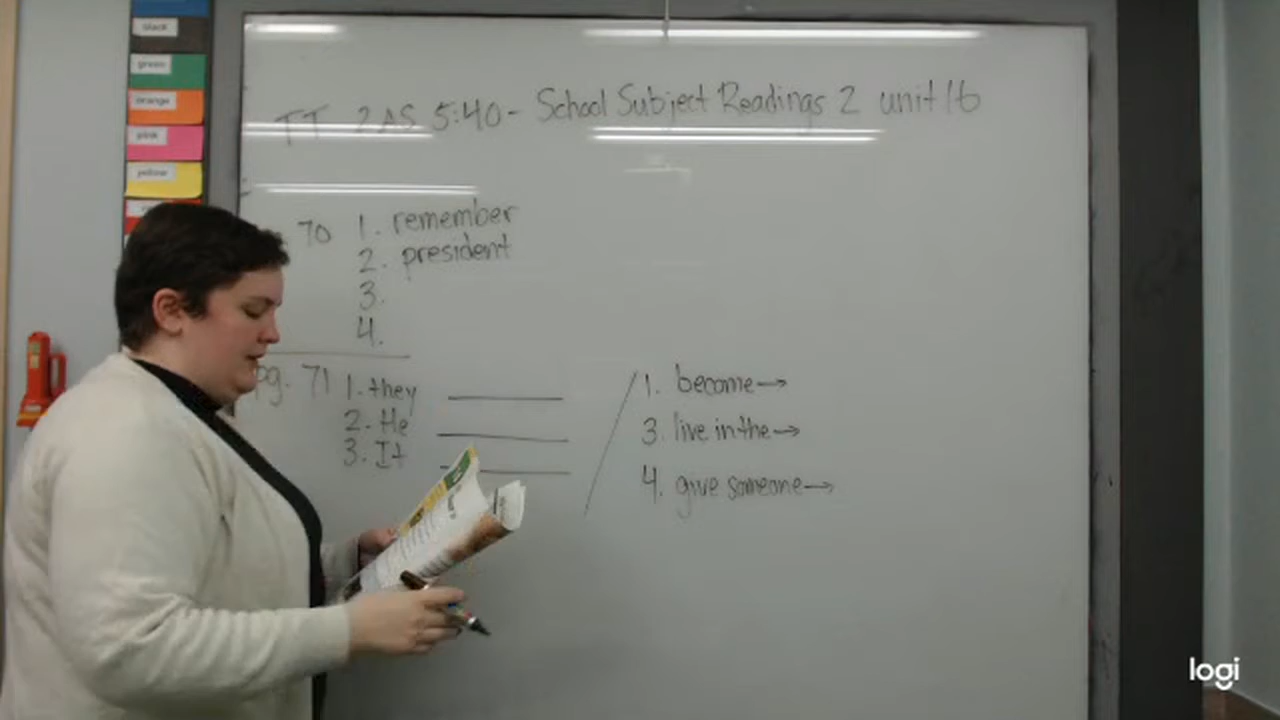 black
green
orange
pink
yellow
TT 2AS 5:40 - School Subject Readings 2 unit 16
70 1. remember
2. president
3.
4.
pg. 71 1. they
2. He
3. It
1. become→
3. live in the→
4. give someone→
logi